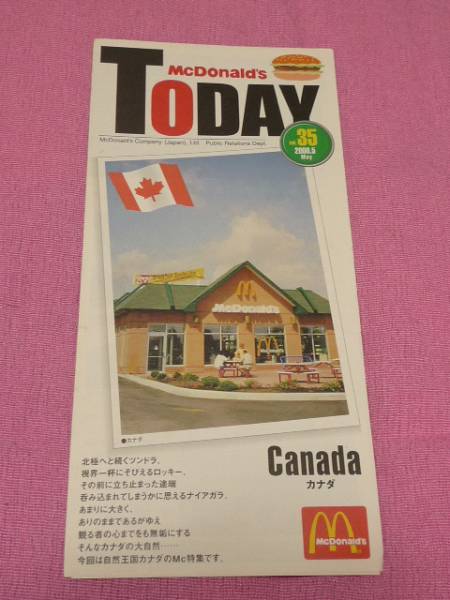 McDonald's
TODAY
McDonald's Company (Japan), Ltd. Public Relations Dept.
35
2000.5
May
McDonald's
●カナダ
Canada
カナダ
北極へと続くツンドラ、
視界一杯にそびえるロッキー、
その前に立ち止まった途端
呑み込まれてしまうかに思えるナイアガラ。
あまりに大きく、
ありのままであるがゆえ
観る者の心までをも無垢にする
そんなカナダの大自然……
今回は自然王国カナダのMc特集です。
McDonald's